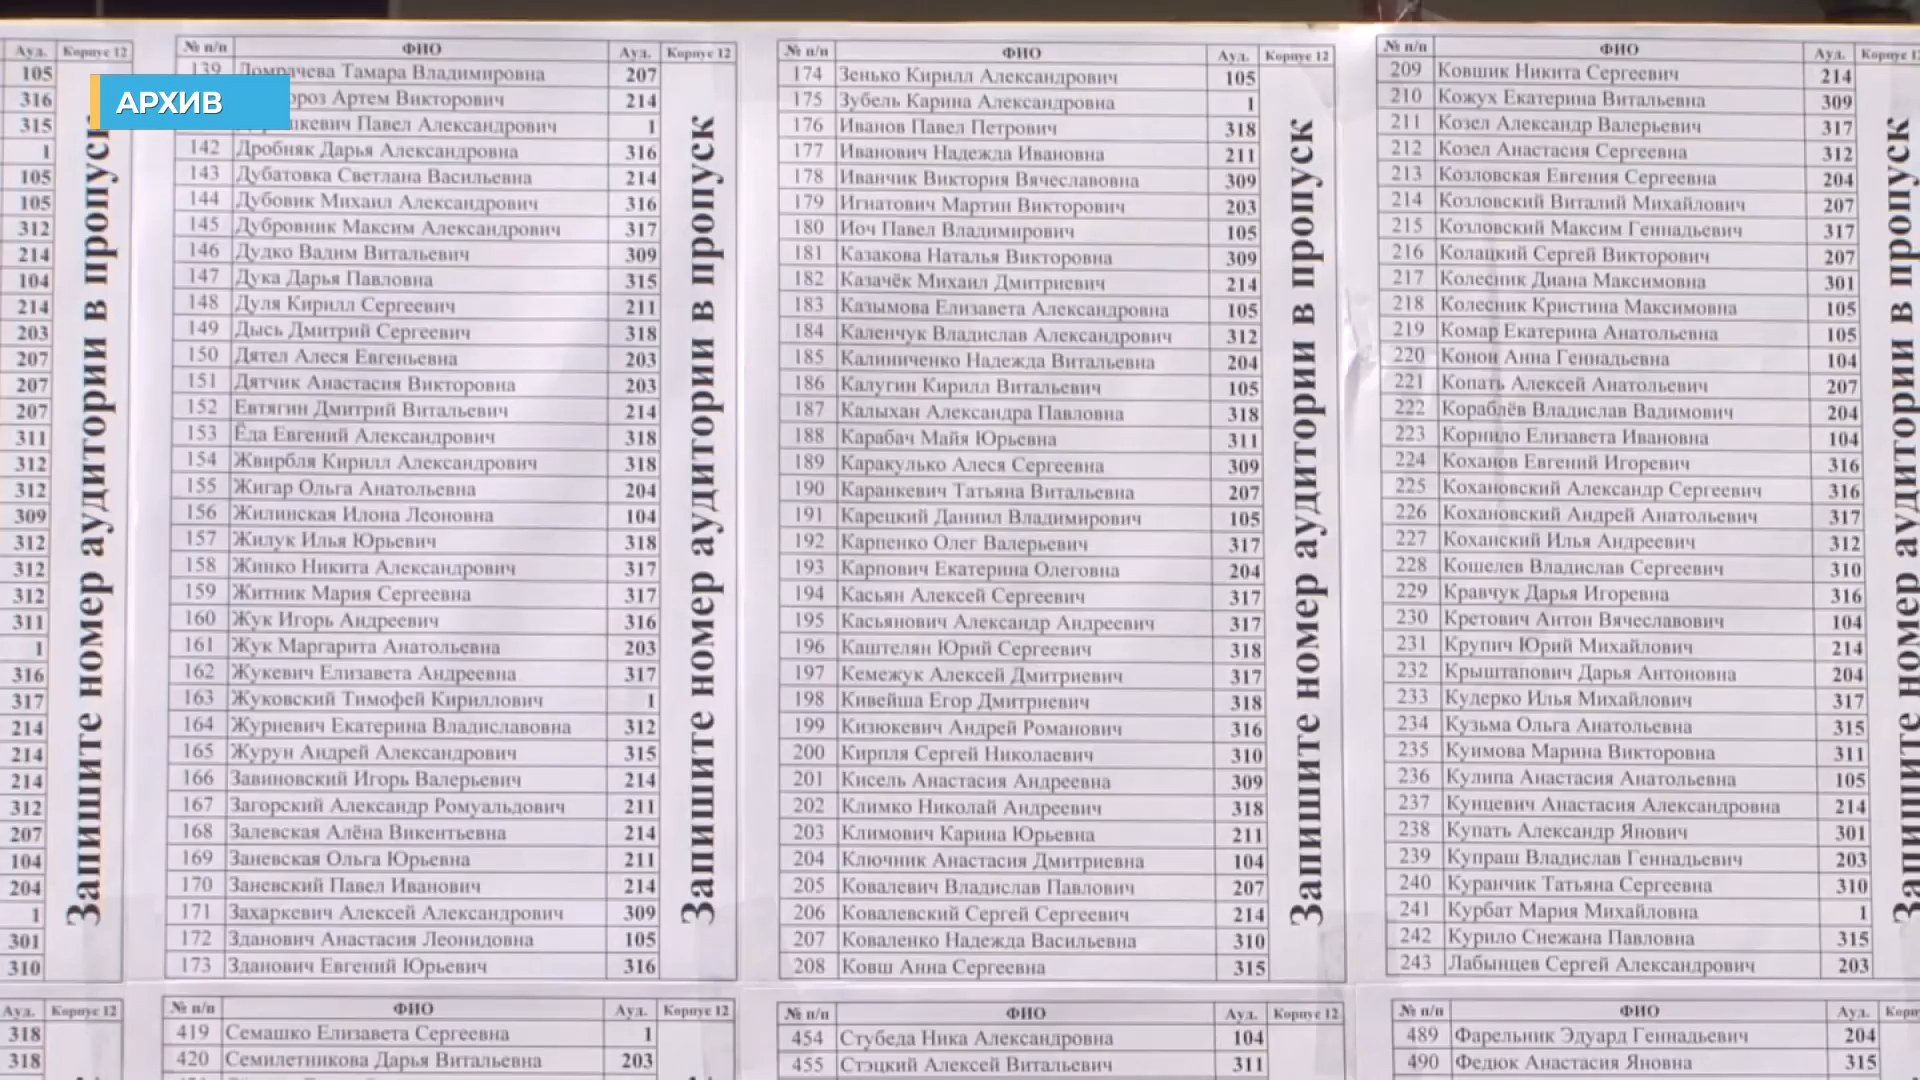 АРХИВ
Ауд. Корпус 12
105
316
315
1
105
105
312
214
104
214
203
207
207
207
311
312
312
309
312
312
312
311
1
316
317
214
214
214
312
207
104
204
1
301
310
Запишите номер аудитории в пропуск
№ п/п ФИО Ауд. Корпус 12
139 Домрачева Тамара Владимировна 207
Артем Викторович 214
Павел Александрович 1
142 Дробняк Дарья Александровна 316
143 Дубатовка Светлана Васильевна 214
144 Дубовик Михаил Александрович 316
145 Дубровник Максим Александрович 317
146 Дудко Вадим Витальевич 309
147 Дука Дарья Павловна 315
148 Дуля Кирилл Сергеевич 211
149 Дысь Дмитрий Сергеевич 318
150 Дятел Алеся Евгеньевна 203
151 Дятчик Анастасия Викторовна 203
152 Евтягин Дмитрий Витальевич 214
153 Ёда Евгений Александрович 318
154 Жвирбля Кирилл Александрович 318
155 Жигар Ольга Анатольевна 204
156 Жилинская Илона Леоновна 104
157 Жилук Илья Юрьевич 318
158 Жинко Никита Александрович 317
159 Житник Мария Сергеевна 317
160 Жук Игорь Андреевич 316
161 Жук Маргарита Анатольевна 203
162 Жукевич Елизавета Андреевна 317
163 Жуковский Тимофей Кириллович 1
164 Журневич Екатерина Владиславовна 312
165 Журун Андрей Александрович 315
166 Завиновский Игорь Валерьевич 214
167 Загорский Александр Ромуальдович 211
168 Залевская Алёна Викентьевна 214
169 Заневская Ольга Юрьевна 211
170 Заневский Павел Иванович 214
171 Захаркевич Алексей Александрович 309
172 Зданович Анастасия Леонидовна 105
173 Зданович Евгений Юрьевич 316
Запишите номер аудитории в пропуск
№ п/п ФИО Ауд. Корпус 12
174 Зенько Кирилл Александрович 105
175 Зубель Карина Александровна 1
176 Иванов Павел Петрович 318
177 Иванович Надежда Ивановна 211
178 Иванчик Виктория Вячеславовна 309
179 Игнатович Мартин Викторович 203
180 Иоч Павел Владимирович 105
181 Казакова Наталья Викторовна 309
182 Казачёк Михаил Дмитриевич 214
183 Казымова Елизавета Александровна 105
184 Каленчук Владислав Александрович 312
185 Калиниченко Надежда Витальевна 204
186 Калугин Кирилл Витальевич 105
187 Калыхан Александра Павловна 318
188 Карабач Майя Юрьевна 311
189 Каракулько Алеся Сергеевна 309
190 Каранкевич Татьяна Витальевна 207
191 Карецкий Даниил Владимирович 105
192 Карпенко Олег Валерьевич 317
193 Карпович Екатерина Олеговна 204
194 Касьян Алексей Сергеевич 317
195 Касьянович Александр Андреевич 317
196 Каштелян Юрий Сергеевич 318
197 Кемежук Алексей Дмитриевич 317
198 Кивейша Егор Дмитриевич 318
199 Кизюкевич Андрей Романович 316
200 Кирпля Сергей Николаевич 310
201 Кисель Анастасия Андреевна 309
202 Климко Николай Андреевич 318
203 Климович Карина Юрьевна 211
204 Ключник Анастасия Дмитриевна 104
205 Ковалевич Владислав Павлович 207
206 Ковалевский Сергей Сергеевич 214
207 Коваленко Надежда Васильевна 310
208 Ковш Анна Сергеевна 315
Запишите номер аудитории в пропуск
№ п/п ФИО Ауд. Корпус 12
209 Ковшик Никита Сергеевич 214
210 Кожух Екатерина Витальевна 309
211 Козел Александр Валерьевич 317
212 Козел Анастасия Сергеевна 312
213 Козловская Евгения Сергеевна 204
214 Козловский Виталий Михайлович 207
215 Козловский Максим Геннадьевич 317
216 Колацкий Сергей Викторович 207
217 Колесник Диана Максимовна 301
218 Колесник Кристина Максимовна 105
219 Комар Екатерина Анатольевна 105
220 Конон Анна Геннадьевна 104
221 Копать Алексей Анатольевич 207
222 Кораблёв Владислав Вадимович 204
223 Корнило Елизавета Ивановна 104
224 Коханов Евгений Игоревич 316
225 Кохановский Александр Сергеевич 316
226 Кохановский Андрей Анатольевич 317
227 Коханский Илья Андреевич 312
228 Кошелев Владислав Сергеевич 310
229 Кравчук Дарья Игоревна 316
230 Кретович Антон Вячеславович 104
231 Крупич Юрий Михайлович 214
232 Крыштапович Дарья Антоновна 204
233 Кудерко Илья Михайлович 317
234 Кузьма Ольга Анатольевна 315
235 Куимова Марина Викторовна 311
236 Кулипа Анастасия Анатольевна 105
237 Кунцевич Анастасия Александровна 214
238 Купать Александр Янович 301
239 Купраш Владислав Геннадьевич 203
240 Куранчик Татьяна Сергеевна 310
241 Курбат Мария Михайловна 1
242 Курило Снежана Павловна 315
243 Лабынцев Сергей Александрович 203
Запишите номер аудитории в пропуск
Ауд. Корпус 12
318
318
№ п/п ФИО Ауд. Корпус 12
419 Семашко Елизавета Сергеевна 1
420 Семилетникова Дарья Витальевна 203
№ п/п ФИО Ауд. Корпус 12
454 Стубеда Ника Александровна 104
455 Стэцкий Алексей Витальевич 311
№ п/п ФИО Ауд.
489 Фарельник Эдуард Геннадьевич 204
490 Федюк Анастасия Яновна 315